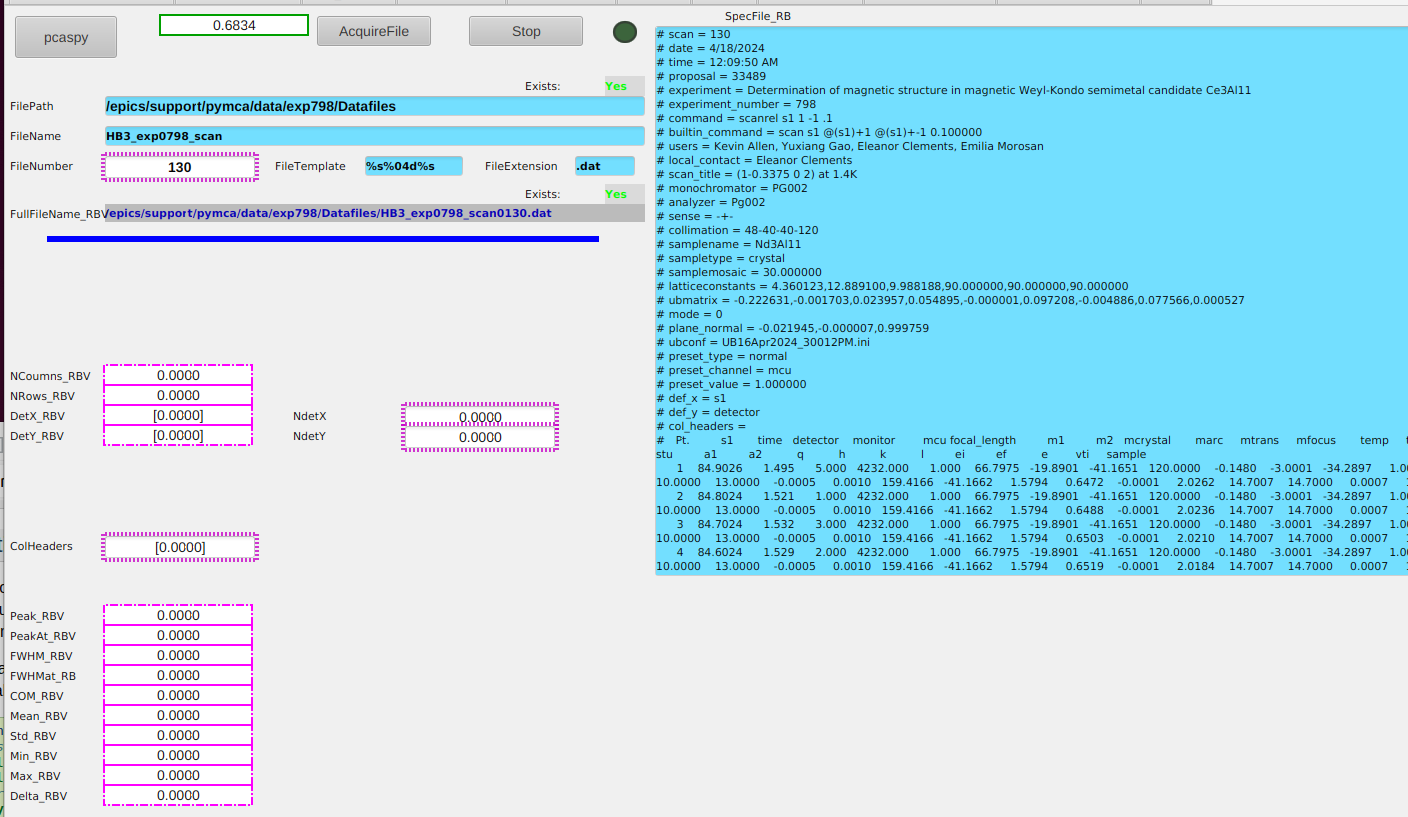 pcaspy
0.6834
AcquireFile
Stop
Exists:
Yes
FilePath
/epics/support/pymca/data/exp798/Datafiles
FileName
HB3_exp0798_scan
FileNumber
130
FileTemplate
%s%04d%s
FileExtension
.dat
Exists:
Yes
FullFileName_RBV
/epics/support/pymca/data/exp798/Datafiles/HB3_exp0798_scan0130.dat
NCoumns_RBV
0.0000
NRows_RBV
0.0000
DetX_RBV
[0.0000]
NdetX
0.0000
DetY_RBV
[0.0000]
NdetY
0.0000
ColHeaders
[0.0000]
Peak_RBV
0.0000
PeakAt_RBV
0.0000
FWHM_RBV
0.0000
FWHMat_RB
0.0000
COM_RBV
0.0000
Mean_RBV
0.0000
Std_RBV
0.0000
Min_RBV
0.0000
Max_RBV
0.0000
Delta_RBV
0.0000
SpecFile_RB
# scan = 130
# date = 4/18/2024
# time = 12:09:50 AM
# proposal = 33489
# experiment = Determination of magnetic structure in magnetic Weyl-Kondo semimetal candidate Ce3Al11
# experiment_number = 798
# command = scanrel s1 1 -1 .1
# builtin_command = scan s1 @(s1)+1 @(s1)+-1 0.100000
# users = Kevin Allen, Yuxiang Gao, Eleanor Clements, Emilia Morosan
# local_contact = Eleanor Clements
# scan_title = (1-0.3375 0 2) at 1.4K
# monochromator = PG002
# analyzer = Pg002
# sense = -+-
# collimation = 48-40-40-120
# samplename = Nd3Al11
# sampletype = crystal
# samplemosaic = 30.000000
# latticeconstants = 4.360123,12.889100,9.988188,90.000000,90.000000,90.000000
# ubmatrix = -0.222631,-0.001703,0.023957,0.054895,-0.000001,0.097208,-0.004886,0.077566,0.000527
# mode = 0
# plane_normal = -0.021945,-0.000007,0.999759
# ubconf = UB16Apr2024_30012PM.ini
# preset_type = normal
# preset_channel = mcu
# preset_value = 1.000000
# def_x = s1
# def_y = detector
# col_headers =
# Pt. s1 time detector monitor mcu focal_length m1 m2 mcrystal marc mtrans mfocus temp
stu a1 a2 q h k l ei ef e vti sample
1 84.9026 1.495 5.000 4232.000 1.000 66.7975 -19.8901 -41.1651 120.0000 -0.1480 -3.0001 -34.2897
10.0000 13.0000 -0.0005 0.0010 159.4166 -41.1662 1.5794 0.6472 -0.0001 2.0262 14.7007 14.7000 0.0007
2 84.8024 1.521 1.000 4232.000 1.000 66.7975 -19.8901 -41.1651 120.0000 -0.1480 -3.0001 -34.2897
10.0000 13.0000 -0.0005 0.0010 159.4166 -41.1662 1.5794 0.6488 -0.0001 2.0236 14.7007 14.7000 0.0007
3 84.7024 1.532 3.000 4232.000 1.000 66.7975 -19.8901 -41.1651 120.0000 -0.1480 -3.0001 -34.2897
10.0000 13.0000 -0.0005 0.0010 159.4166 -41.1662 1.5794 0.6503 -0.0001 2.0210 14.7007 14.7000 0.0007
4 84.6024 1.529 2.000 4232.000 1.000 66.7975 -19.8901 -41.1651 120.0000 -0.1480 -3.0001 -34.2897
10.0000 13.0000 -0.0005 0.0010 159.4166 -41.1662 1.5794 0.6519 -0.0001 2.0184 14.7007 14.7000 0.0007